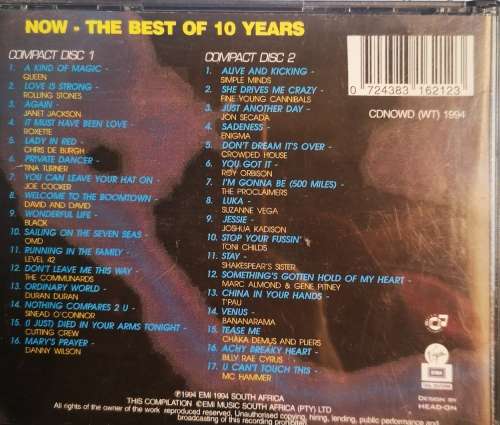 NOW - THE BEST OF 10 YEARS
COMPACT DISC 1
1. A KIND OF MAGIC -
QUEEN
2. LOVE IS STRONG -
ROLLING STONES
3. AGAIN -
JANET JACKSON
4. IT MUST HAVE BEEN LOVE -
ROXETTE
5. LADY IN RED -
CHRIS DE BURGH
6. PRIVATE DANCER -
TINA TURNER
7. YOU CAN LEAVE YOUR HAT ON -
JOE COCKER
8. WELCOME TO THE BOOMTOWN -
DAVID AND DAVID
9. WONDERFUL LIFE -
BLACK
10. SAILING ON THE SEVEN SEAS -
OMD
11. RUNNING IN THE FAMILY -
LEVEL 42
12. DON'T LEAVE ME THIS WAY -
THE COMMUNARDS
13. ORDINARY WORLD -
DURAN DURAN
14. NOTHING COMPARES 2 U -
SINEAD O'CONNOR
15. (I JUST) DIED IN YOUR ARMS TONIGHT -
CUTTING CREW
16. MARY'S PRAYER -
DANNY WILSON
COMPACT DISC 2
1. ALIVE AND KICKING -
SIMPLE MINDS
2. SHE DRIVES ME CRAZY -
FINE YOUNG CANNIBALS
3. JUST ANOTHER DAY -
JON SECADA
4. SADENESS -
ENIGMA
5. DON'T DREAM IT'S OVER -
CROWDED HOUSE
6. YOU GOT IT -
ROY ORBISON
7. I'M GONNA BE (500 MILES) -
THE PROCLAIMERS
8. LUKA -
SUZANNE VEGA
9. JESSIE -
JOSHUA KADISON
10. STOP YOUR FUSSIN' -
TONI CHILDS
11. STAY -
SHAKESPEAR'S SISTER
12. SOMETHING'S GOTTEN HOLD OF MY HEART -
MARC ALMOND & GENE PITNEY
13. CHINA IN YOUR HANDS -
T'PAU
14. VENUS -
BANANARAMA
15. TEASE ME
CHAKA DEMUS AND PLIERS
16. ACHY BREAKY HEART -
BILLY RAE CYRUS
17. U CAN'T TOUCH THIS -
MC HAMMER
0 724383 162123
CDNOWD (WT) 1994
Virgin
EMI
DESIGN BY
HEAD-ON
℗1994 EMI 1994 SOUTH AFRICA
THIS COMPILATION ©EMI MUSIC SOUTH AFRICA (PTY) LTD
All rights of the owner of the work reproduced reserved. Unauthorised copying, hiring, lending, public performance and
broadcasting of this recording prohibited